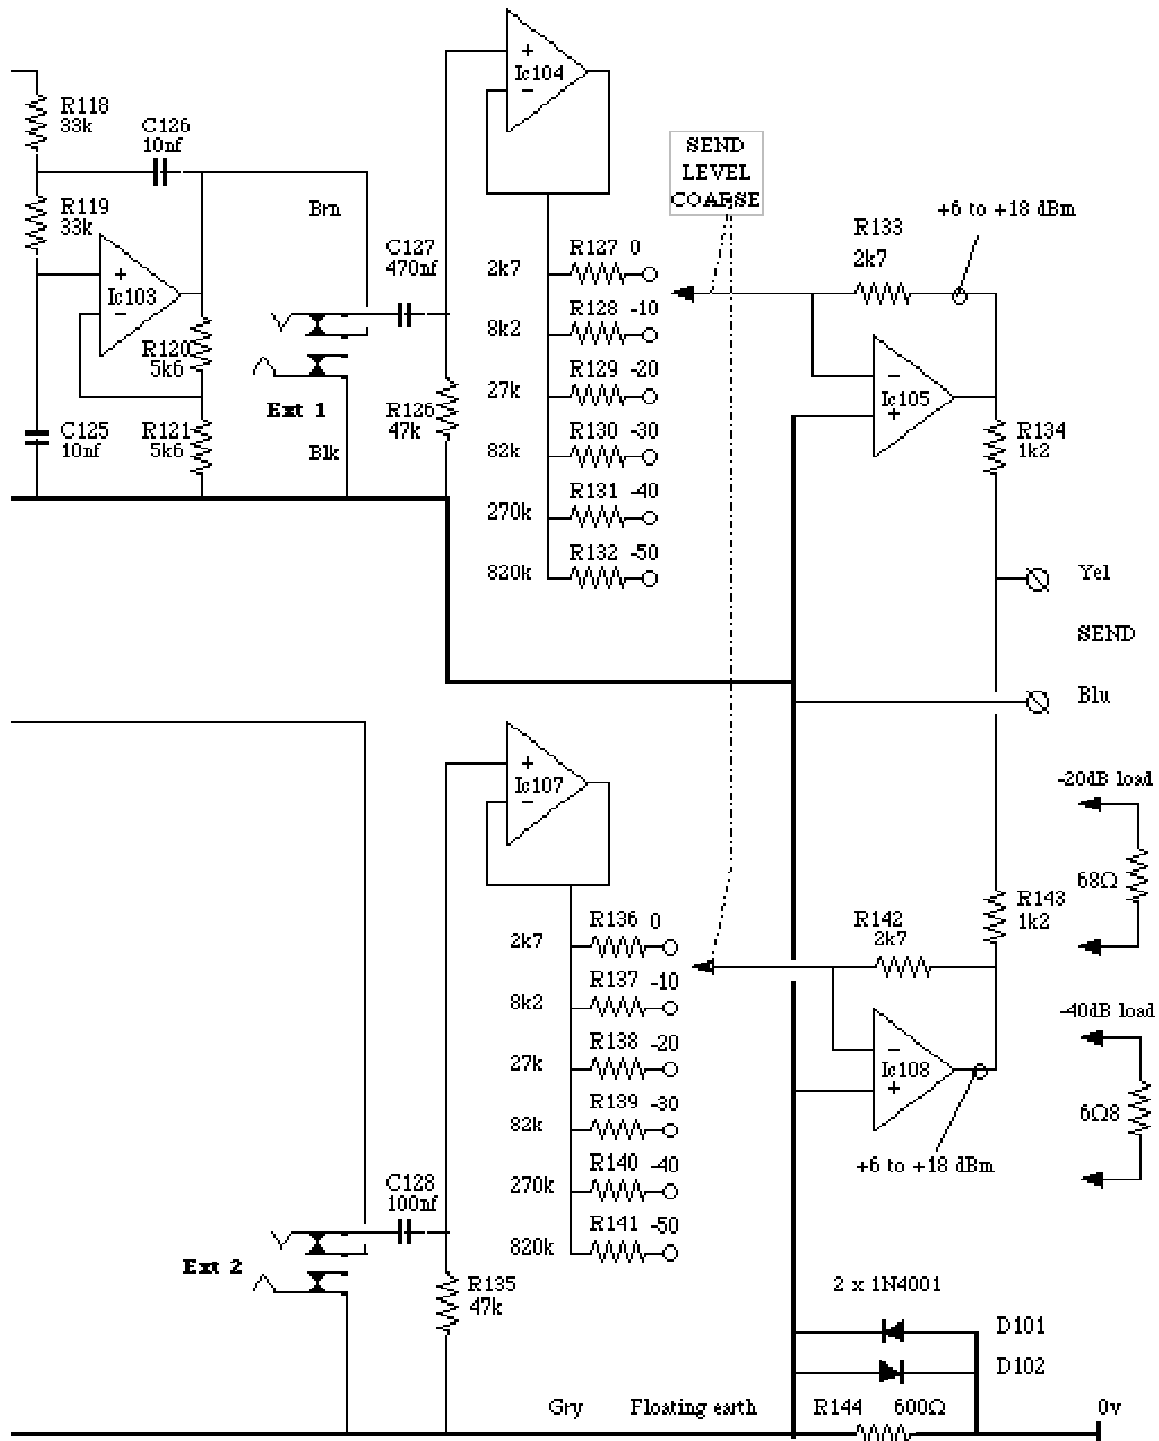 Ic104
+
−
R118
33k
C126
10nf
SEND
LEVEL
COARSE
R119
33k
Brn
+6 to +18 dBm
R133
2k7
C127
470nf
R127 0
2k7
+
Ic103
−
R128 -10
8k2
R120
5k6
R129 -20
27k
−
Ic105
+
Ext 1
R126
47k
C125
10nf
R121
5k6
Blk
R130 -30
82k
R134
1k2
R131 -40
270k
R132 -50
820k
Yel
SEND
Blu
+
Ic107
−
-20dB load
68Ω
R143
1k2
R136 0
2k7
R142
2k7
R137 -10
8k2
-40dB load
R138 -20
27k
−
Ic108
+
R139 -30
82k
6Ω8
+6 to +18 dBm
R140 -40
270k
C128
100nf
R141 -50
820k
Ext 2
R135
47k
2 x 1N4001
D101
D102
Gry Floating earth R144 600Ω 0v